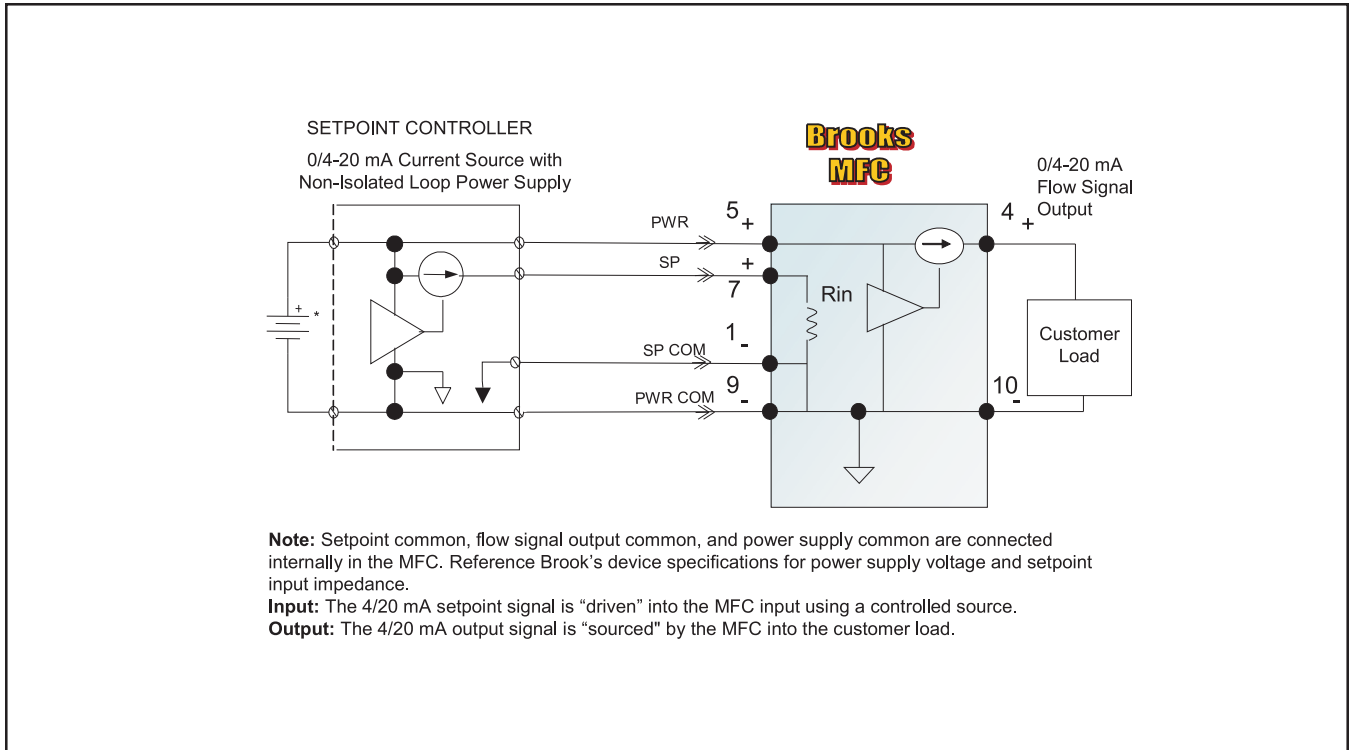 SETPOINT CONTROLLER
0/4-20 mA Current Source with
Non-Isolated Loop Power Supply
Brooks
MFC
0/4-20 mA
Flow Signal
Output
PWR
5
+
4
+
SP
+
7
Rin
+
*
1
-
SP COM
Customer
Load
PWR COM
9
-
10
-
Note: Setpoint common, flow signal output common, and power supply common are connected
internally in the MFC. Reference Brook's device specifications for power supply voltage and setpoint
input impedance.
Input: The 4/20 mA setpoint signal is “driven” into the MFC input using a controlled source.
Output: The 4/20 mA output signal is “sourced" by the MFC into the customer load.